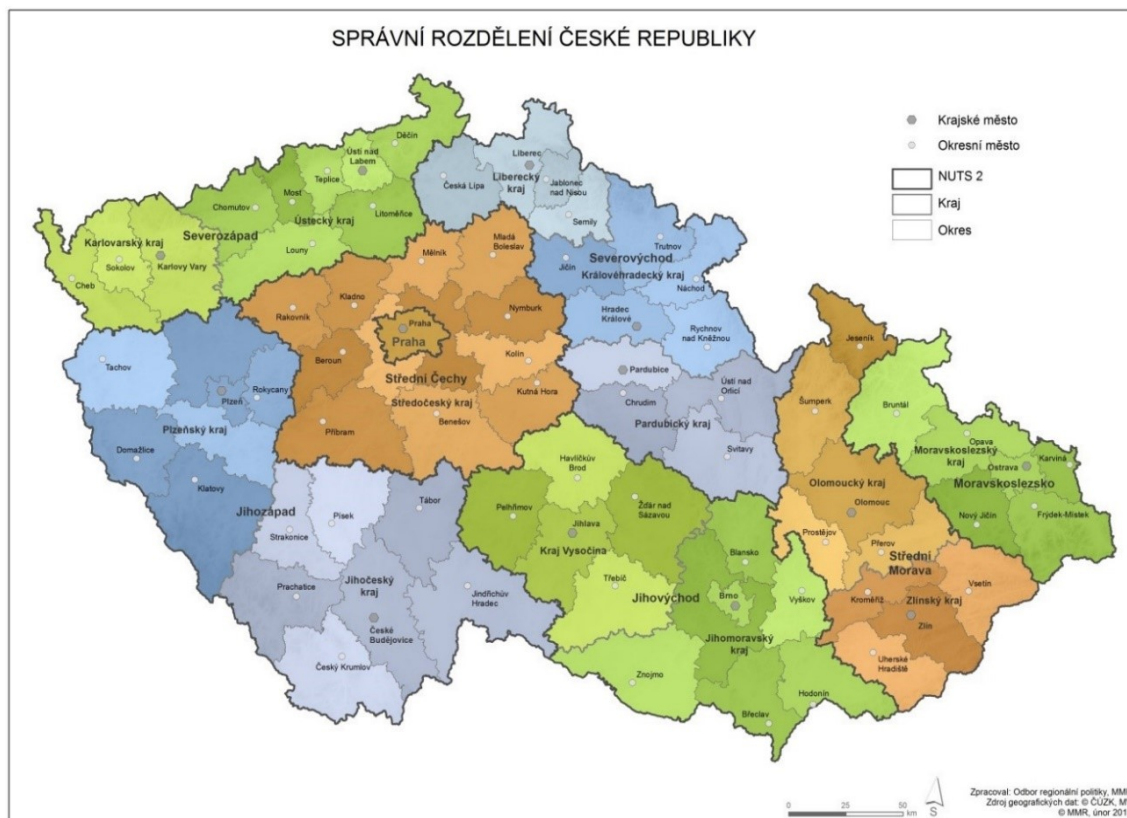 SPRÁVNÍ ROZDĚLENÍ ČESKÉ REPUBLIKY
Krajské město
Okresní město
NUTS 2
Kraj
Okres
Děčín
Ústí nad
Labem
Teplice
Most
Chomutov
Litoměřice
Ústecký kraj
Severozápad
Louny
Karlovarský kraj
Sokolov
Karlovy Vary
Cheb
Liberec
Liberecký
kraj
Česká Lípa
Jablonec
nad Nisou
Semily
Trutnov
Severovýchod
Jičín
Královéhradecký kraj
Náchod
Hradec
Králové
Rychnov
nad Kněžnou
Pardubice
Ústí nad
Orlicí
Chrudim
Pardubický kraj
Svitavy
Mělník
Mladá
Boleslav
Kladno
Rakovník
Nymburk
Praha
Praha
Beroun
Kolín
Střední Čechy
Kutná Hora
Středočeský kraj
Benešov
Příbram
Tachov
Rokycany
Plzeň
Plzeňský kraj
Domažlice
Klatovy
Jihozápad
Písek
Tábor
Strakonice
Prachatice
Jihočeský
kraj
Jindřichův
Hradec
České
Budějovice
Český Krumlov
Havlíčkův
Brod
Pelhřimov
Žďár nad
Sázavou
Jihlava
Kraj Vysočina
Třebíč
Jihovýchod
Blansko
Brno
Vyškov
Jihomoravský
kraj
Znojmo
Hodonín
Břeclav
Jeseník
Šumperk
Olomoucký kraj
Olomouc
Prostějov
Přerov
Střední
Morava
Vsetín
Kroměříž
Zlínský kraj
Zlín
Uherské
Hradiště
Bruntál
Opava
Moravskoslezský
kraj
Ostrava
Karviná
Moravskoslezsko
Nový Jičín
Frýdek-Místek
0 25 50
km
S
Zpracoval: Odbor regionální politiky, MM
Zdroj geografických dat: © ČÚZK, M
© MMR, únor 201